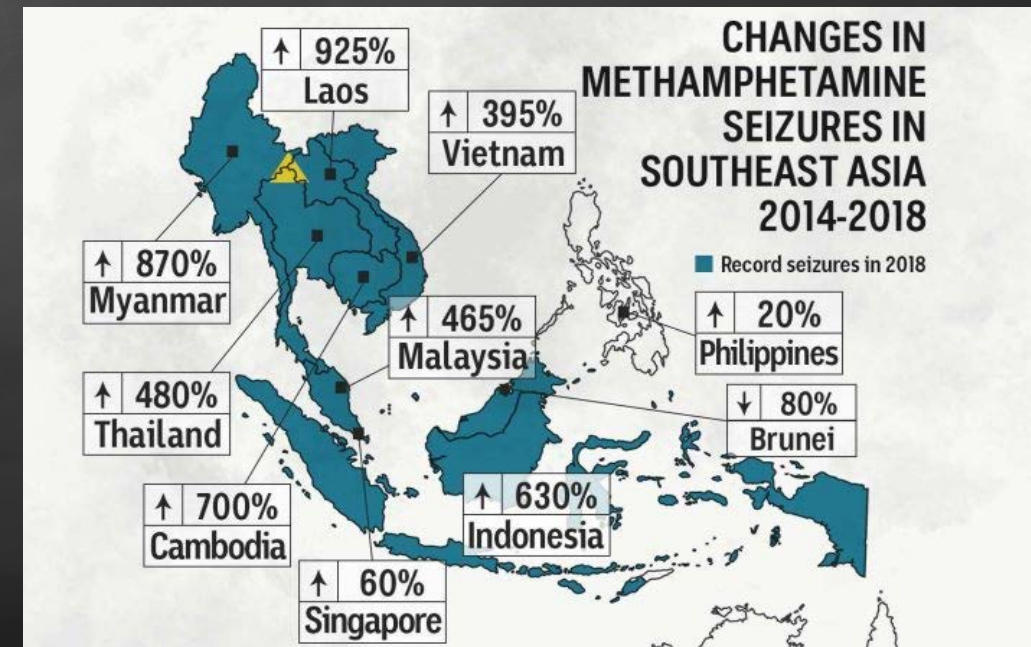 CHANGES IN
METHAMPHETAMINE
SEIZURES IN
SOUTHEAST ASIA
2014-2018
Record seizures in 2018
↑ 925%
Laos
↑ 395%
Vietnam
↑ 870%
Myanmar
↑ 465%
Malaysia
↑ 20%
Philippines
↑ 480%
Thailand
↓ 80%
Brunei
↑ 700%
Cambodia
↑ 630%
Indonesia
↑ 60%
Singapore